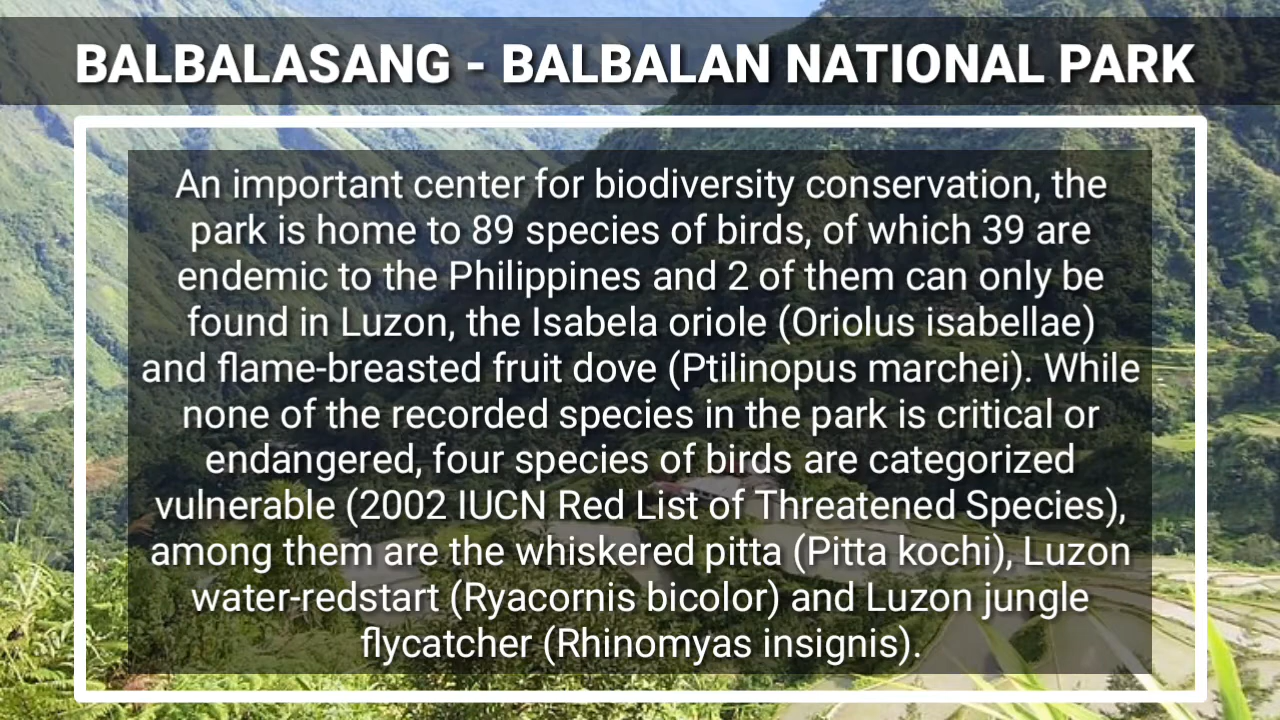 BALBALASANG - BALBALAN NATIONAL PARK
An important center for biodiversity conservation, the
park is home to 89 species of birds, of which 39 are
endemic to the Philippines and 2 of them can only be
found in Luzon, the Isabela oriole (Oriolus isabellae)
and flame-breasted fruit dove (Ptilinopus marchei). While
none of the recorded species in the park is critical or
endangered, four species of birds are categorized
vulnerable (2002 IUCN Red List of Threatened Species),
among them are the whiskered pitta (Pitta kochi), Luzon
water-redstart (Ryacornis bicolor) and Luzon jungle
flycatcher (Rhinomyas insignis).